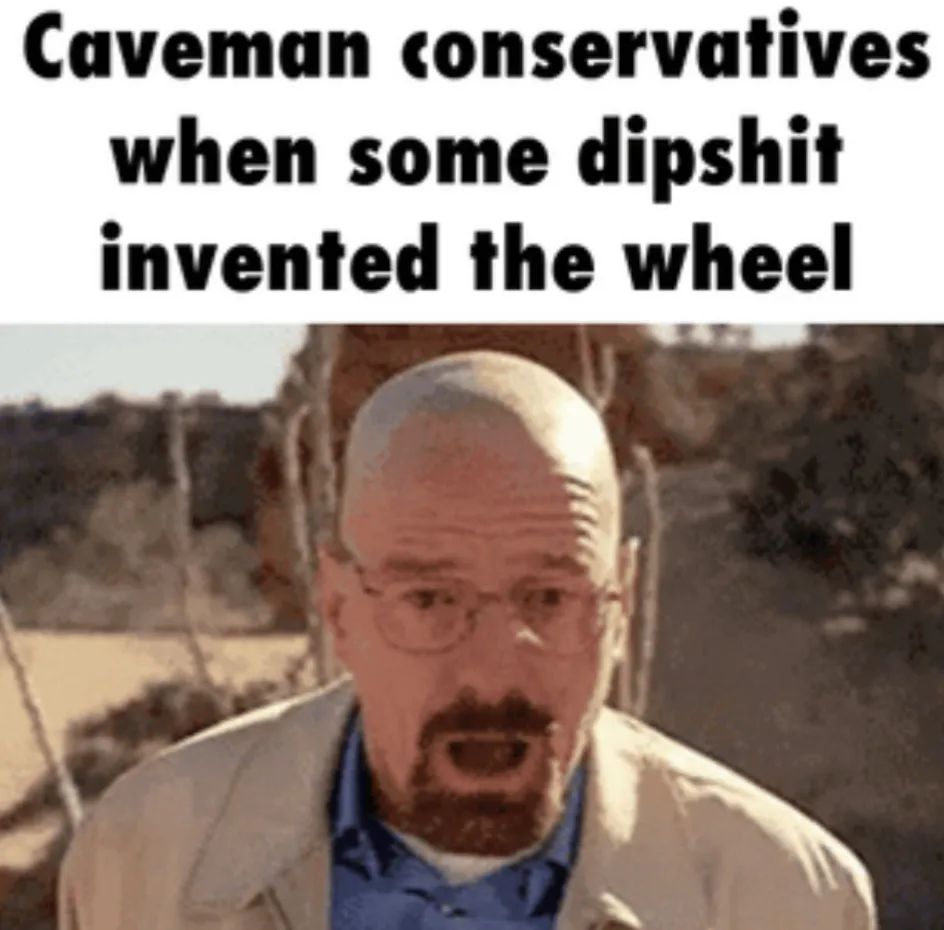 Caveman conservatives
when some dipshit
invented the wheel